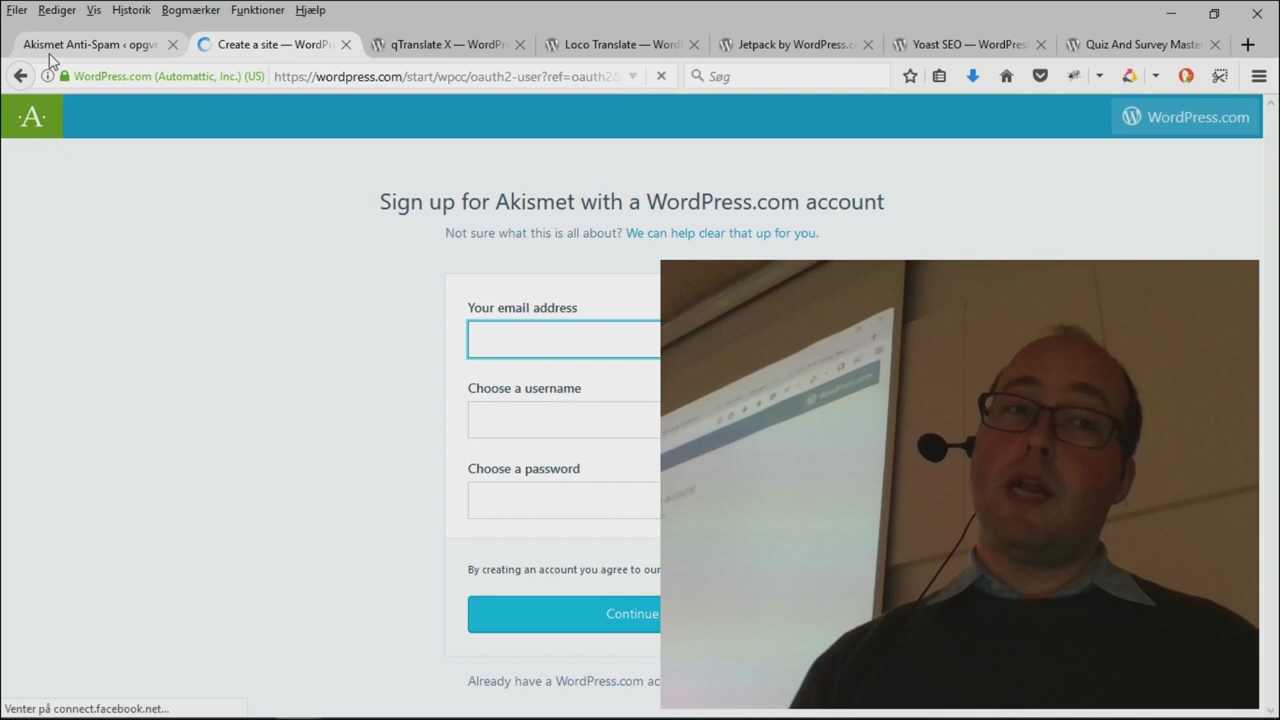 Filer Rediger Vis Historik Bogmærker Funktioner Hjælp
Akismet Anti-Spam ‹ opgv
Create a site — WordPr
qTranslate X — WordPr
Loco Translate — Word
Jetpack by WordPress.c
Yoast SEO — WordPress
Quiz And Survey Maste
WordPress.com (Automattic, Inc.) (US)
https://wordpress.com/start/wpcc/oauth2-user?ref=oauth2&
Søg
·A·
WordPress.com
Sign up for Akismet with a WordPress.com account
Not sure what this is all about? We can help clear that up for you.
Your email address
Choose a username
Choose a password
By creating an account you agree to our
Continue
Already have a WordPress.com ac
Venter på connect.facebook.net...